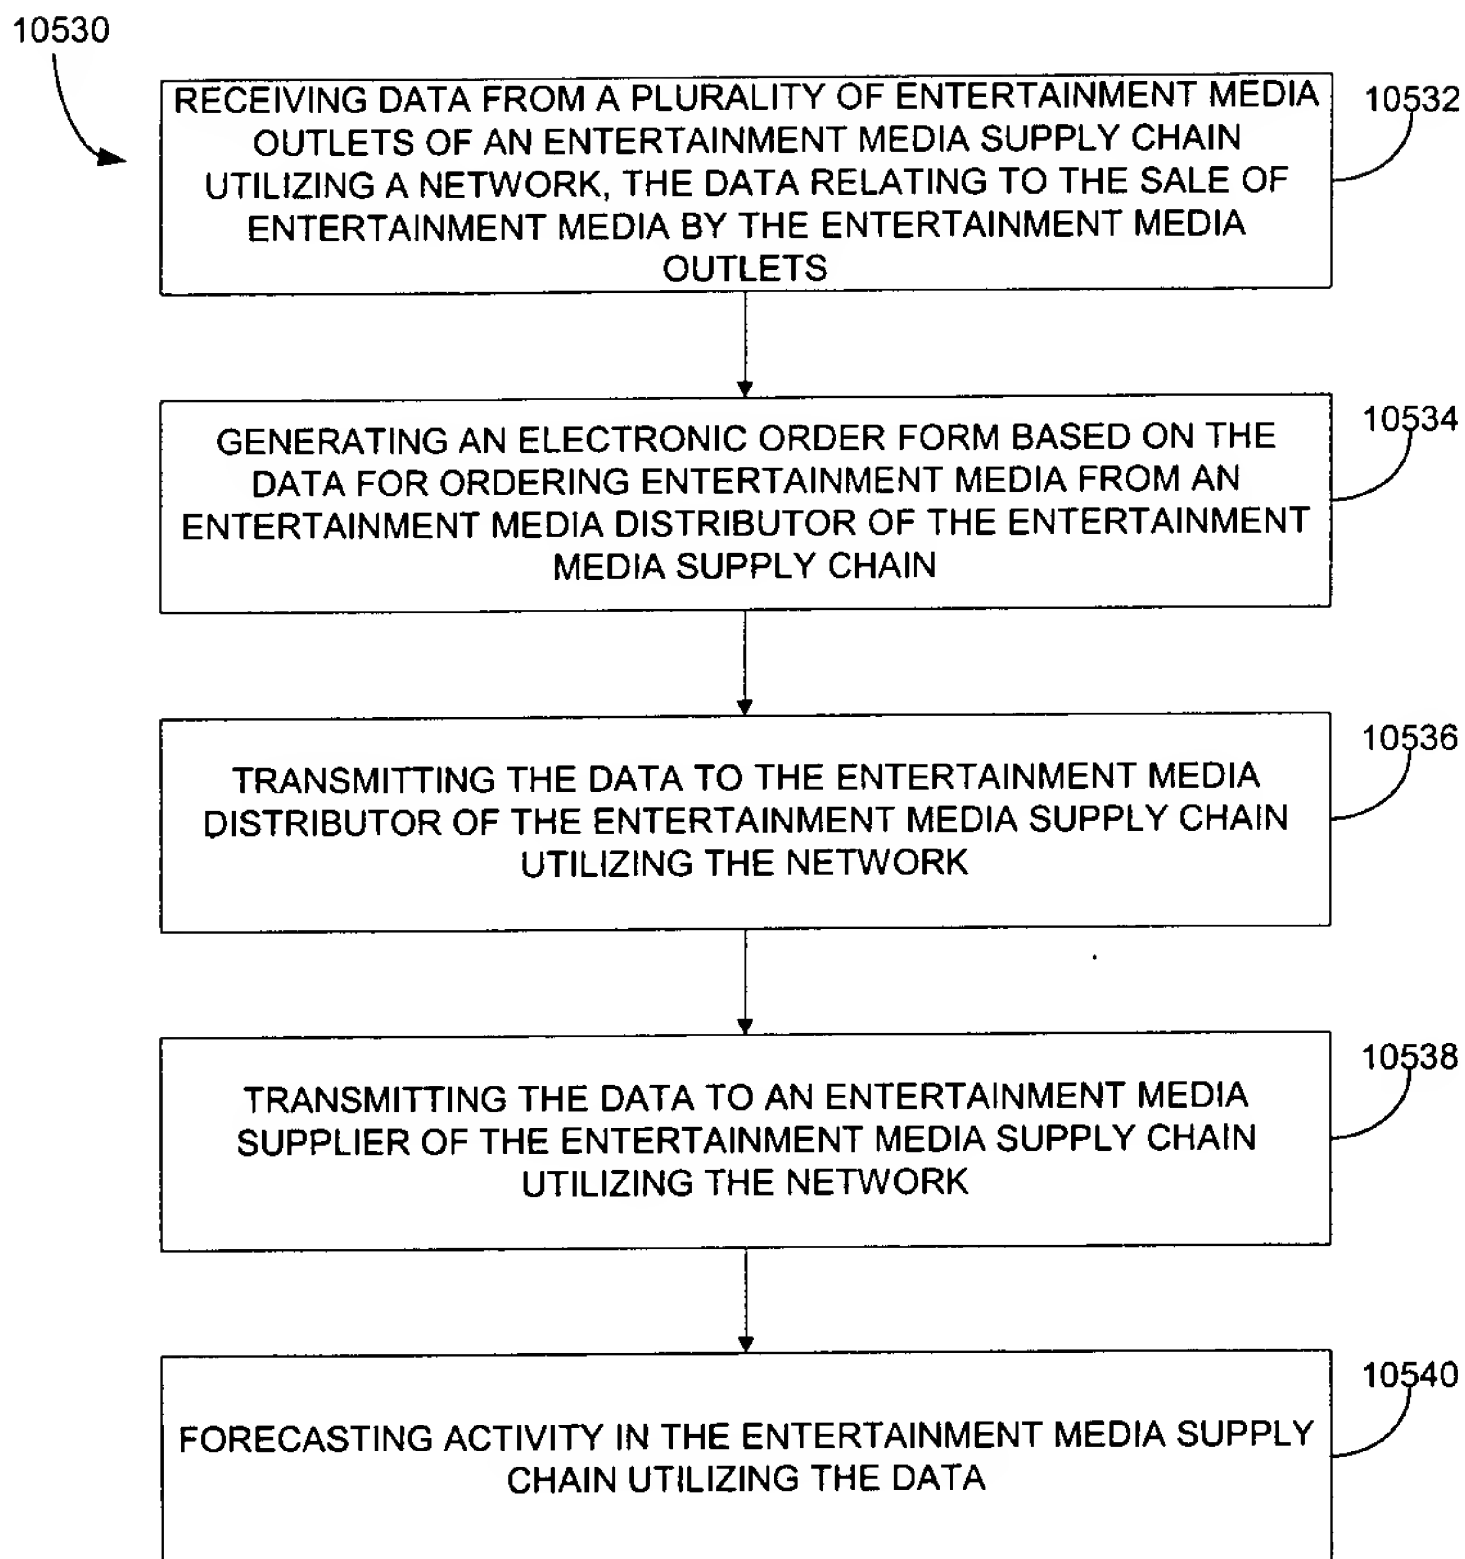 10530
RECEIVING DATA FROM A PLURALITY OF ENTERTAINMENT MEDIA
OUTLETS OF AN ENTERTAINMENT MEDIA SUPPLY CHAIN
UTILIZING A NETWORK, THE DATA RELATING TO THE SALE OF
ENTERTAINMENT MEDIA BY THE ENTERTAINMENT MEDIA
OUTLETS
10532
GENERATING AN ELECTRONIC ORDER FORM BASED ON THE
DATA FOR ORDERING ENTERTAINMENT MEDIA FROM AN
ENTERTAINMENT MEDIA DISTRIBUTOR OF THE ENTERTAINMENT
MEDIA SUPPLY CHAIN
10534
TRANSMITTING THE DATA TO THE ENTERTAINMENT MEDIA
DISTRIBUTOR OF THE ENTERTAINMENT MEDIA SUPPLY CHAIN
UTILIZING THE NETWORK
10536
TRANSMITTING THE DATA TO AN ENTERTAINMENT MEDIA
SUPPLIER OF THE ENTERTAINMENT MEDIA SUPPLY CHAIN
UTILIZING THE NETWORK
10538
FORECASTING ACTIVITY IN THE ENTERTAINMENT MEDIA SUPPLY
CHAIN UTILIZING THE DATA
10540